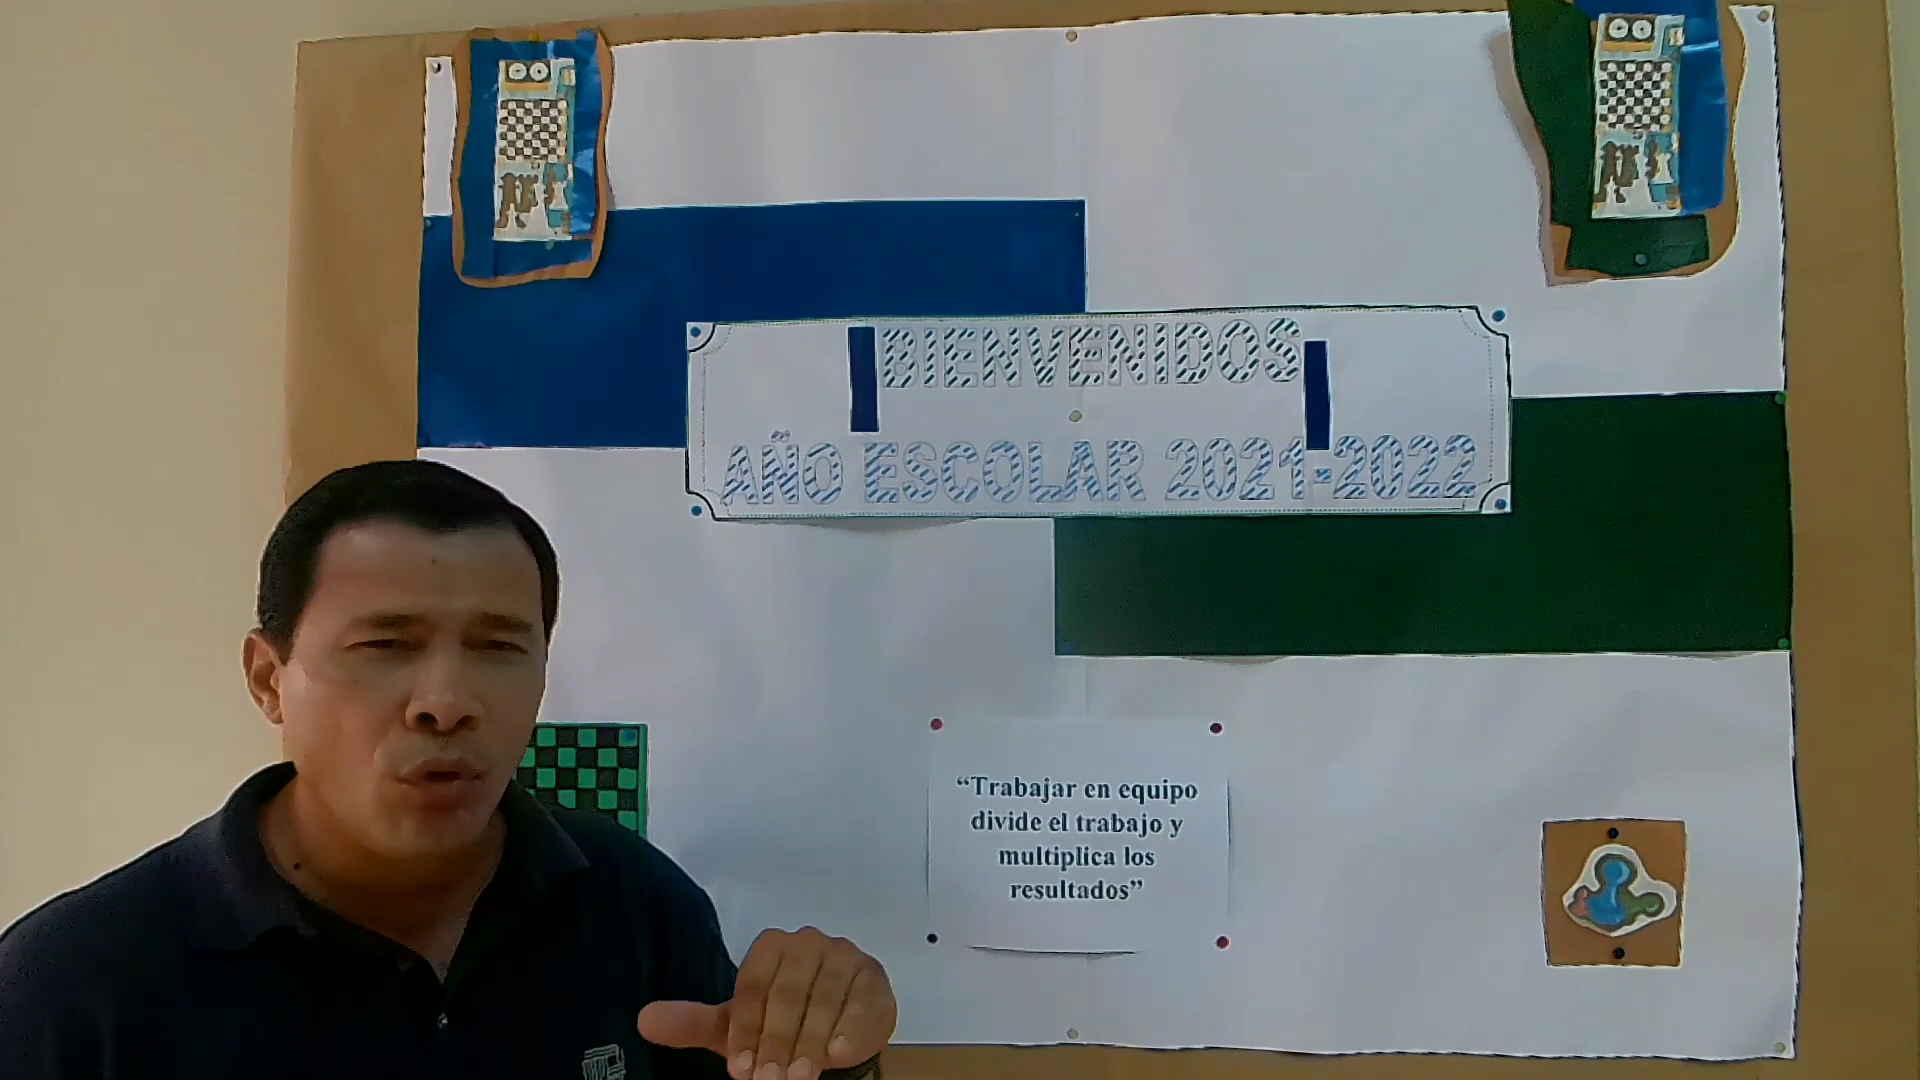 BIENVENIDOS
AÑO ESCOLAR 2021-2022
“Trabajar en equipo
divide el trabajo y
multiplica los
resultados”